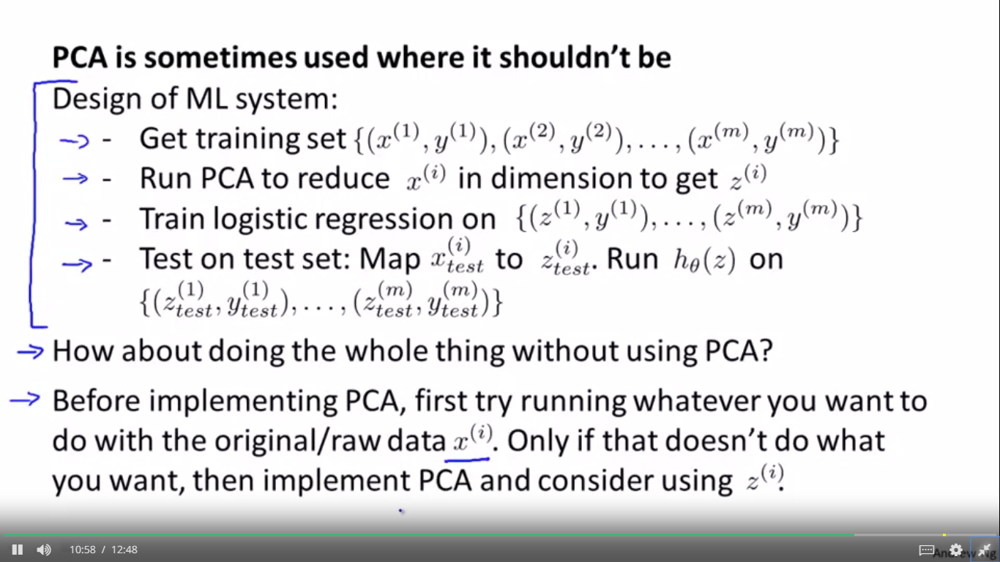 PCA is sometimes used where it shouldn't be
Design of ML system:
- Get training set {(x^{(1)}, y^{(1)}), (x^{(2)}, y^{(2)}), . . . , (x^{(m)}, y^{(m)})}
- Run PCA to reduce x^{(i)} in dimension to get z^{(i)}
- Train logistic regression on {(z^{(1)}, y^{(1)}), . . . , (z^{(m)}, y^{(m)})}
- Test on test set: Map x_{test}^{(i)} to z_{test}^{(i)}. Run h_θ(z) on
{(z_{test}^{(1)}, y_{test}^{(1)}), . . . , (z_{test}^{(m)}, y_{test}^{(m)})}
→ How about doing the whole thing without using PCA?
→ Before implementing PCA, first try running whatever you want to
do with the original/raw data x^{(i)}. Only if that doesn't do what
you want, then implement PCA and consider using z^{(i)}.
10:58 / 12:48
Andrew Ng